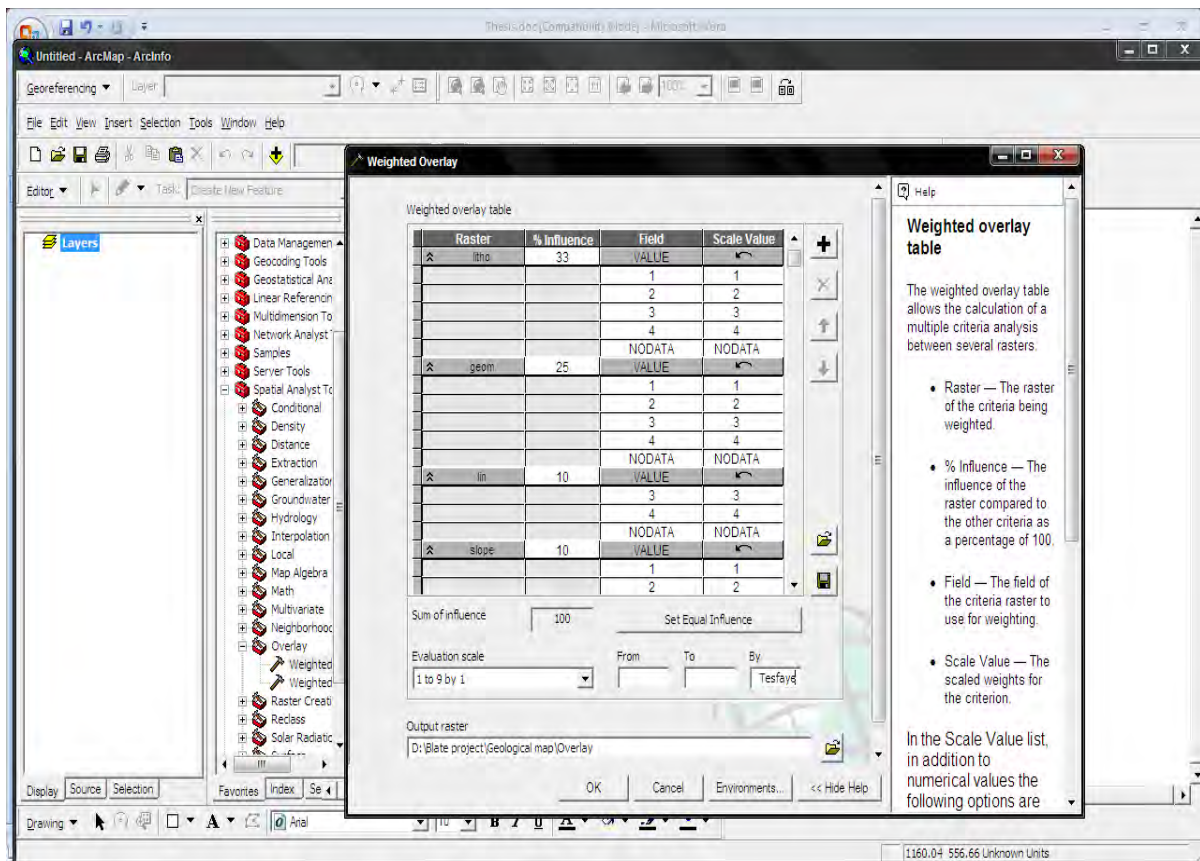 Thesis.doc [Compatibility Mode] - Microsoft Word
Untitled - ArcMap - ArcInfo
Georeferencing Layer: 100%
File Edit View Insert Selection Tools Window Help
Editor Task: Create New Feature
Layers
Data Managemen
Geocoding Tools
Geostatistical Ana
Linear Referencin
Multidimension To
Network Analyst
Samples
Server Tools
Spatial Analyst To
Conditional
Density
Distance
Extraction
Generalization
Groundwater
Hydrology
Interpolation
Local
Map Algebra
Math
Multivariate
Neighborhood
Overlay
Weighted
Weighted
Raster Creati
Reclass
Solar Radiatic
Display Source Selection
Favorites Index Se
Drawing A Arial 10 B I U A
1160.04 556.66 Unknown Units
Weighted Overlay
Weighted overlay table
Raster % Influence Field Scale Value
litho 33 VALUE
1 1
2 2
3 3
4 4
NODATA NODATA
geom 25 VALUE
1 1
2 2
3 3
4 4
NODATA NODATA
lin 10 VALUE
3 3
4 4
NODATA NODATA
slope 10 VALUE
1 1
2 2
Sum of influence 100 Set Equal Influence
Evaluation scale From To By
1 to 9 by 1 Tesfaye
Output raster
D:\Blate project\Geological map\Overlay
OK Cancel Environments... << Hide Help
Help
Weighted overlay
table
The weighted overlay table
allows the calculation of a
multiple criteria analysis
between several rasters.
• Raster — The raster
of the criteria being
weighted.
• % Influence — The
influence of the
raster compared to
the other criteria as
a percentage of 100.
• Field — The field of
the criteria raster to
use for weighting.
• Scale Value — The
scaled weights for
the criterion.
In the Scale Value list,
in addition to
numerical values the
following options are